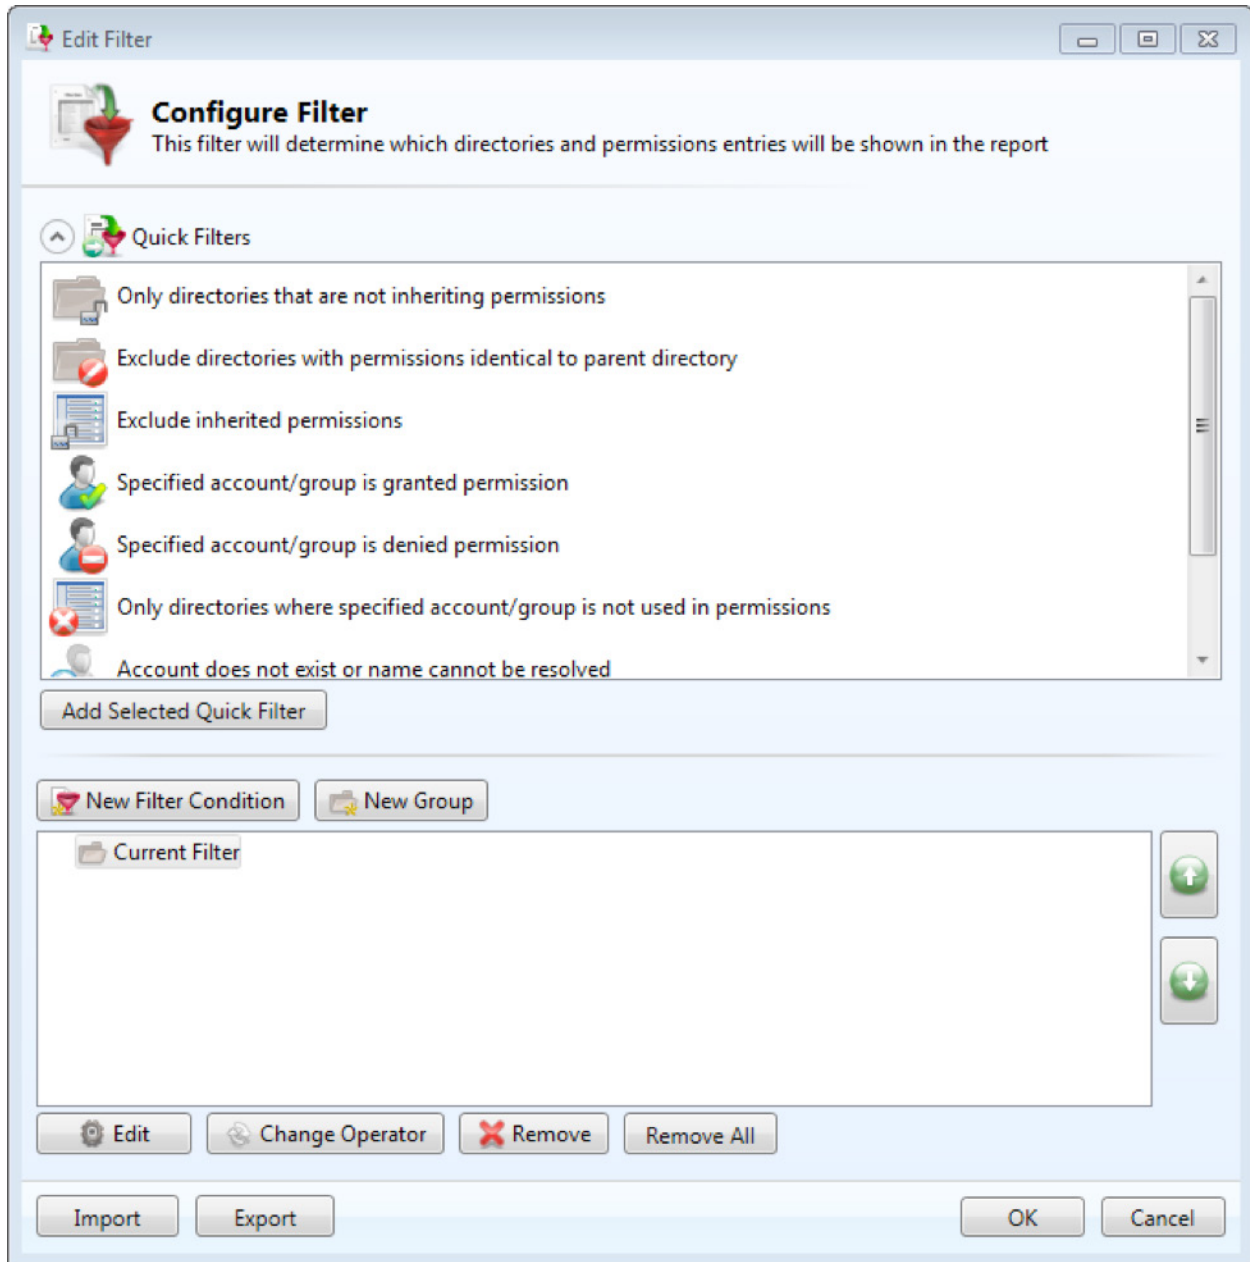 Edit Filter
Configure Filter
This filter will determine which directories and permissions entries will be shown in the report
Quick Filters
Only directories that are not inheriting permissions
Exclude directories with permissions identical to parent directory
Exclude inherited permissions
Specified account/group is granted permission
Specified account/group is denied permission
Only directories where specified account/group is not used in permissions
Account does not exist or name cannot be resolved
Add Selected Quick Filter
New Filter Condition New Group
Current Filter
Edit Change Operator Remove Remove All
Import Export OK Cancel